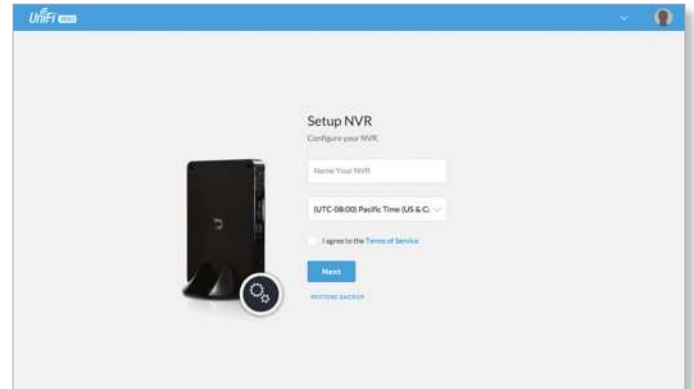 UniFi
Setup NVR
Configure your NVR.
Name Your NVR
(UTC-08:00) Pacific Time (US & Ca
I agree to the Terms of Service
Next
RESTORE BACKUP